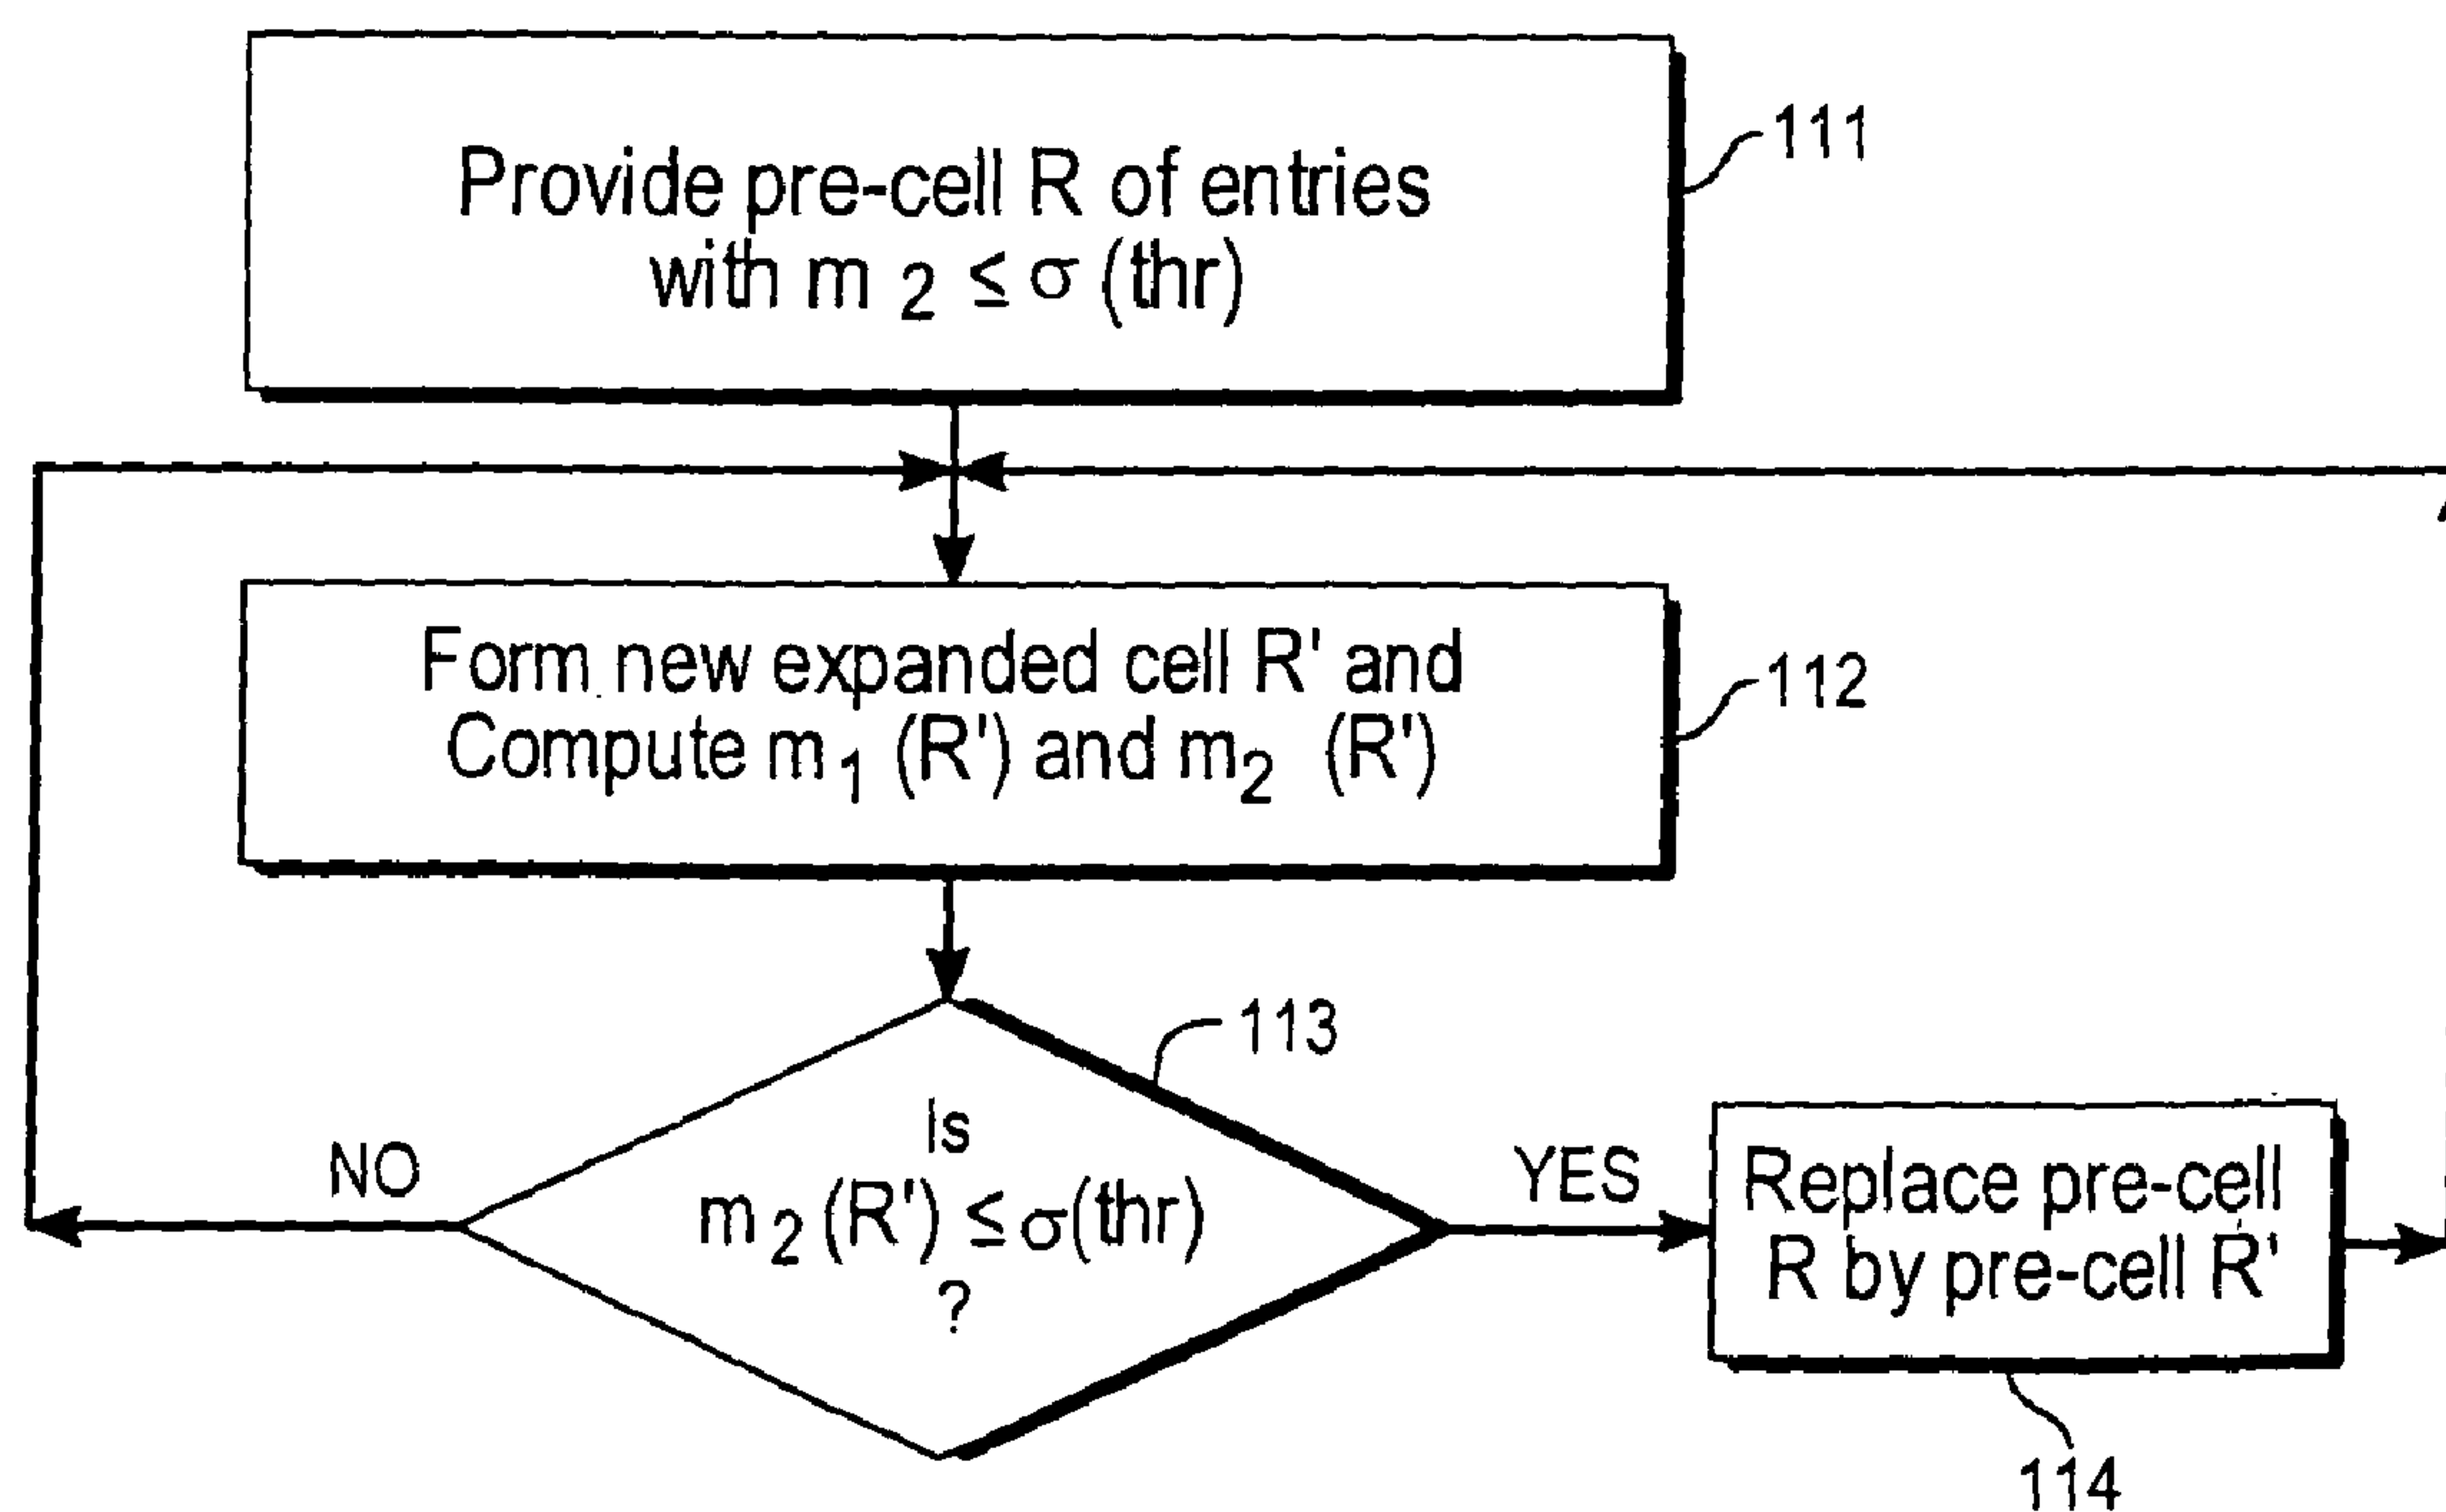 Provide pre-cell R of entries
with m 2 ≤ σ (thr)
111
Form new expanded cell R' and
Compute m1 (R') and m2 (R')
112
113
Is
m2 (R') ≤ σ(thr)
?
NO
YES
Replace pre-cell
R by pre-cell R'
114